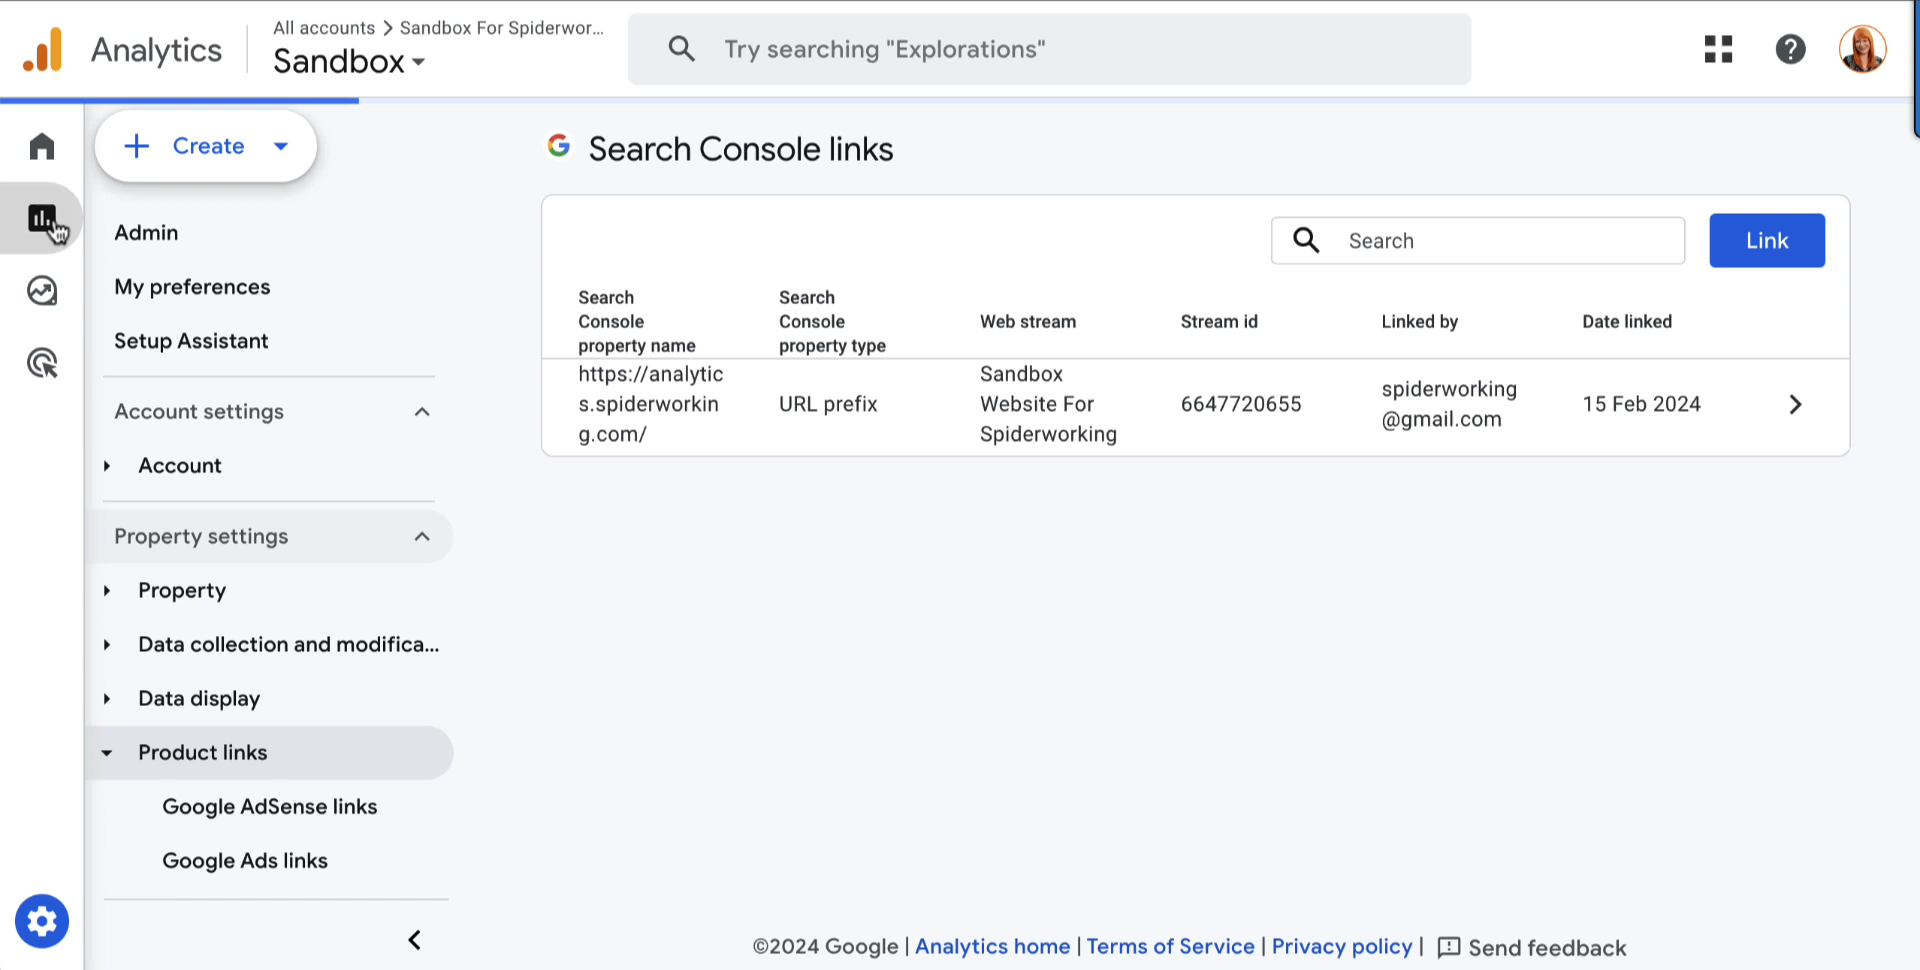 Analytics
All accounts > Sandbox For Spiderwor...
Sandbox
Try searching "Explorations"
Create
Admin
My preferences
Setup Assistant
Account settings
Account
Property settings
Property
Data collection and modifica...
Data display
Product links
Google AdSense links
Google Ads links
Search Console links
Search
Link
Search
Console
property name
Search
Console
property type
Web stream
Stream id
Linked by
Date linked
https://analytic
s.spiderworkin
g.com/
URL prefix
Sandbox
Website For
Spiderworking
6647720655
spiderworking
@gmail.com
15 Feb 2024
©2024 Google | Analytics home | Terms of Service | Privacy policy | Send feedback